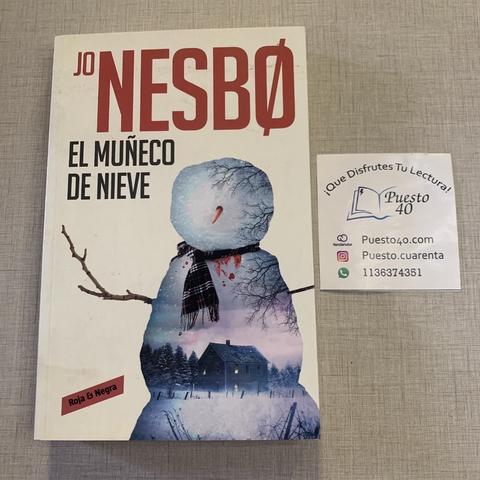 JO
NESBØ
EL MUÑECO
DE NIEVE
Roja & Negra
¡Que Disfrutes Tu Lectura!
Puesto
40
tiendanube
Puesto40.com
Puesto.cuarenta
1136374351